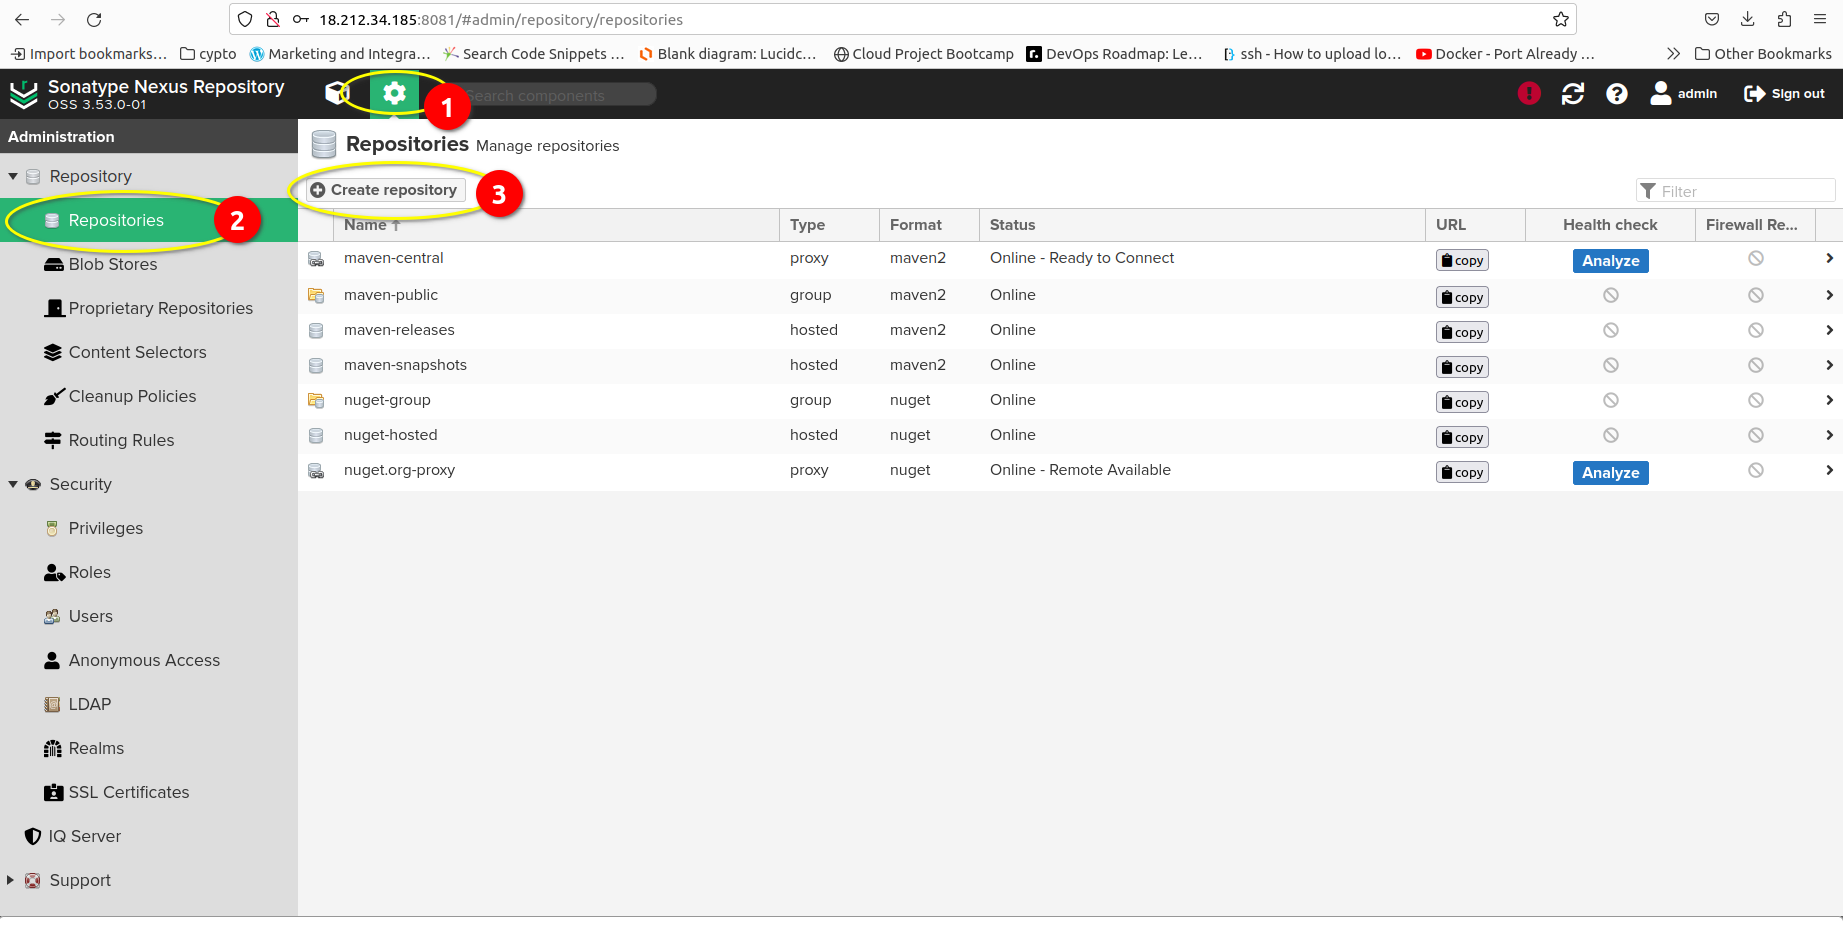 18.212.34.185:8081/#admin/repository/repositories
Import bookmarks... cypto Marketing and Integra... Search Code Snippets ... Blank diagram: Lucidc... Cloud Project Bootcamp DevOps Roadmap: Le... ssh - How to upload lo... Docker - Port Already ... Other Bookmarks
Sonatype Nexus Repository
OSS 3.53.0-01
1
Search components
admin
Sign out
Administration
Repository
Repositories
2
Blob Stores
Proprietary Repositories
Content Selectors
Cleanup Policies
Routing Rules
Security
Privileges
Roles
Users
Anonymous Access
LDAP
Realms
SSL Certificates
IQ Server
Support
Repositories Manage repositories
Create repository
3
Filter
Name Type Format Status URL Health check Firewall Re...
maven-central proxy maven2 Online - Ready to Connect copy Analyze
maven-public group maven2 Online copy
maven-releases hosted maven2 Online copy
maven-snapshots hosted maven2 Online copy
nuget-group group nuget Online copy
nuget-hosted hosted nuget Online copy
nuget.org-proxy proxy nuget Online - Remote Available copy Analyze